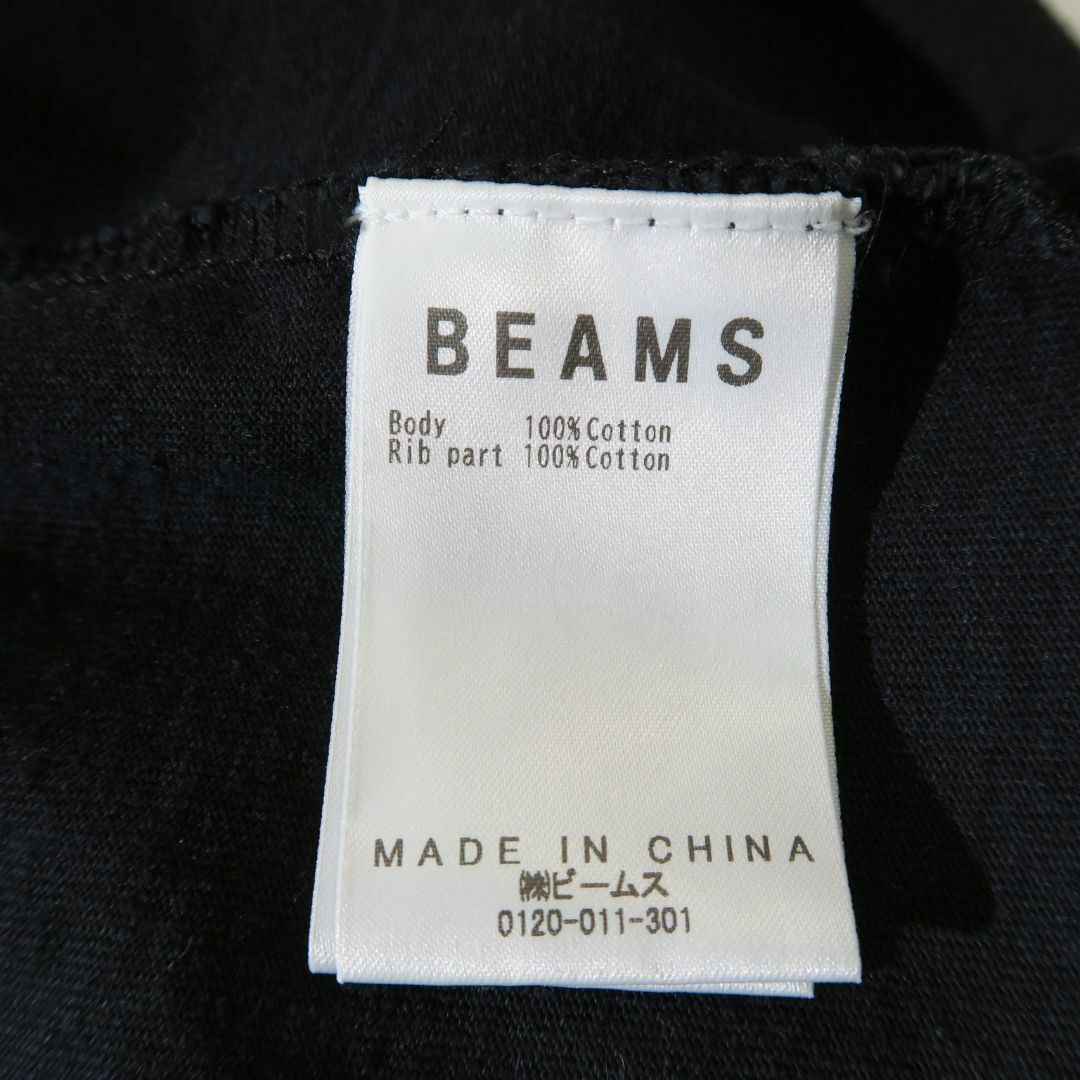 BEAMS
Body 100%Cotton
Rib part 100%Cotton
MADE IN CHINA
㈱ビームス
0120-011-301